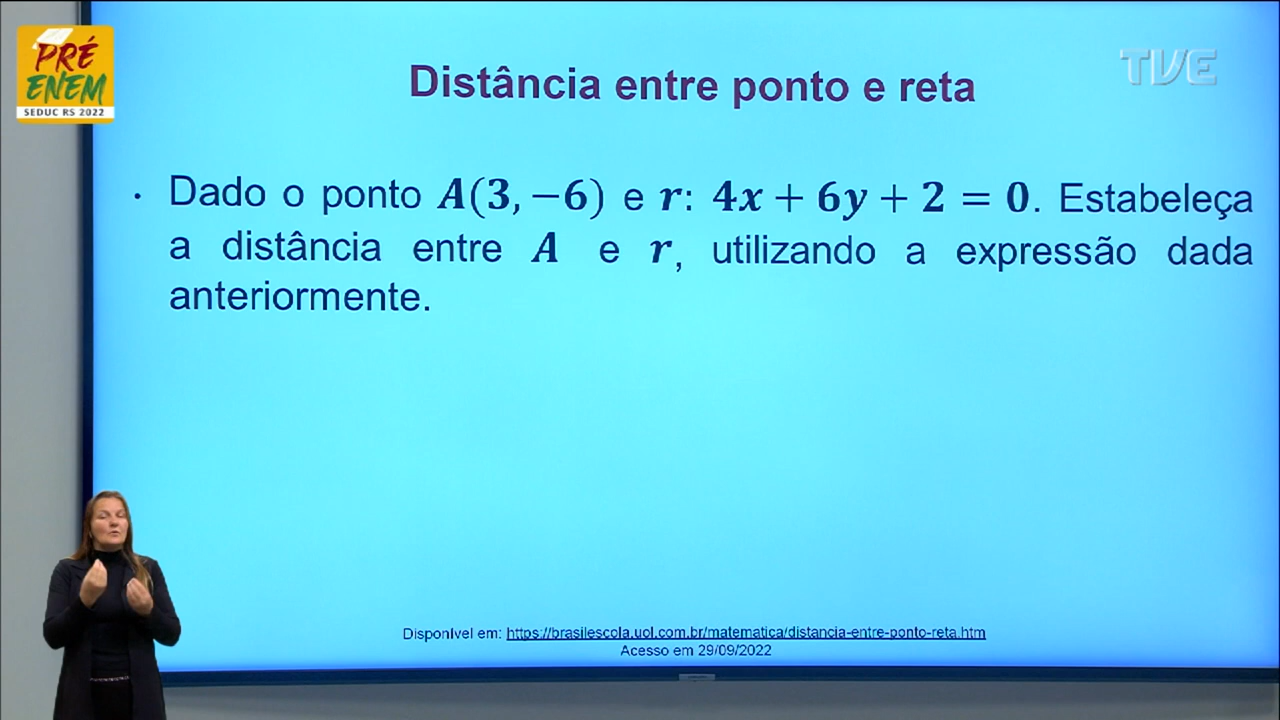 PRÉ
ENEM
SEDUC RS 2022
TVE
Distância entre ponto e reta
• Dado o ponto A(3, −6) e r: 4x + 6y + 2 = 0. Estabeleça
a distância entre A e r, utilizando a expressão dada
anteriormente.
Disponível em: https://brasilescola.uol.com.br/matematica/distancia-entre-ponto-reta.htm
Acesso em 29/09/2022